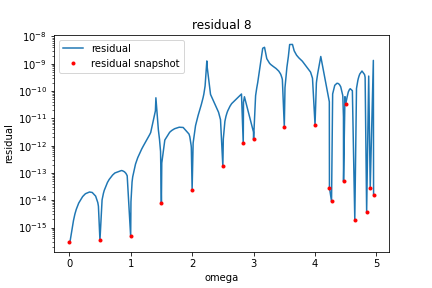 residual 8
residual
residual snapshot
10⁻⁸
10⁻⁹
10⁻¹⁰
10⁻¹¹
10⁻¹²
10⁻¹³
10⁻¹⁴
10⁻¹⁵
residual
0 1 2 3 4 5
omega